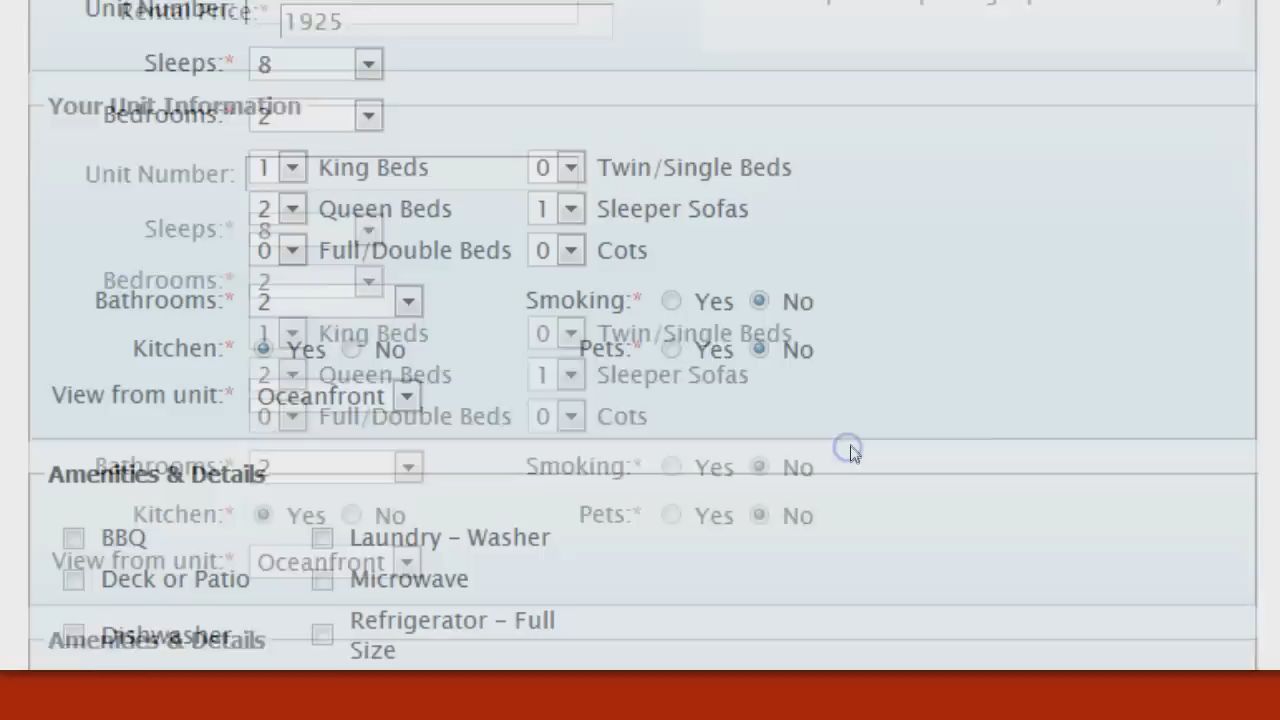 Unit Number:
Rental Price:* 1925
Sleeps:* 8
Your Unit Information
Bedrooms:* 2
1 King Beds 0 Twin/Single Beds
Unit Number:
2 Queen Beds 1 Sleeper Sofas
Sleeps:* 8
0 Full/Double Beds 0 Cots
Bedrooms:* 2
Bathrooms:* 2 Smoking:* Yes No
1 King Beds 0 Twin/Single Beds
Kitchen:* Yes No Pets:* Yes No
2 Queen Beds 1 Sleeper Sofas
View from unit:* Oceanfront
0 Full/Double Beds 0 Cots
Bathrooms:* 2 Smoking:* Yes No
Amenities & Details
Kitchen:* Yes No Pets:* Yes No
BBQ Laundry - Washer
View from unit:* Oceanfront
Deck or Patio Microwave
Dishwasher Refrigerator - Full
Size
Amenities & Details